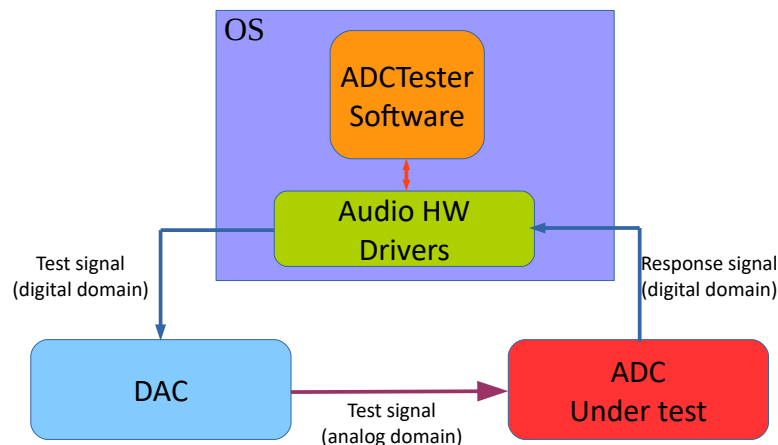 OS
ADCTester
Software
Audio HW
Drivers
Test signal
(digital domain)
Response signal
(digital domain)
DAC
Test signal
(analog domain)
ADC
Under test